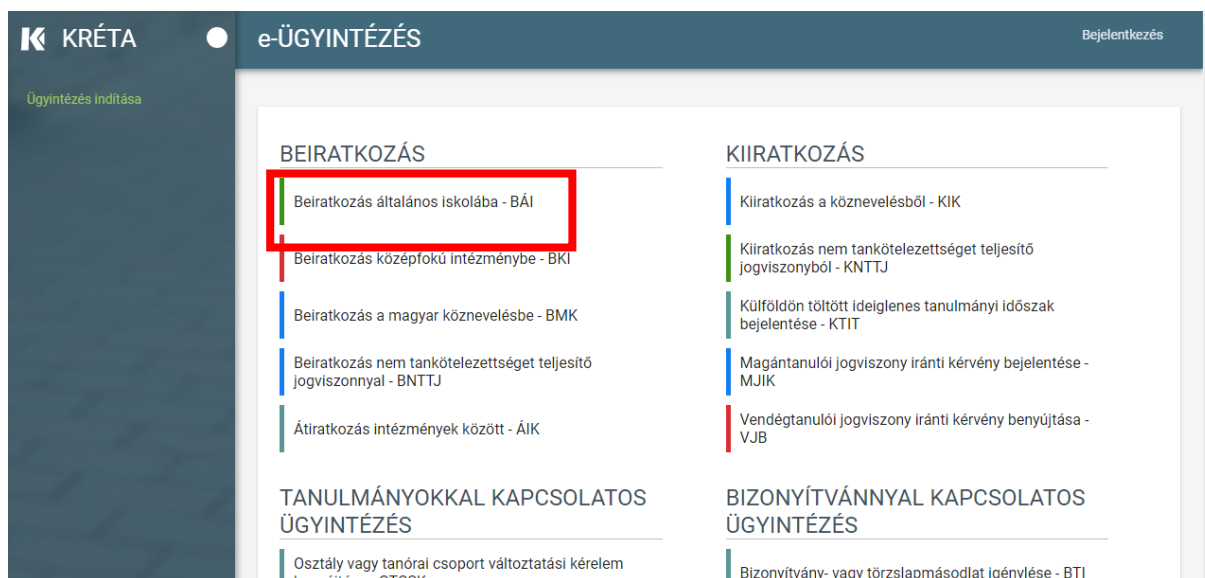 KRÉTA
e-ÜGYINTÉZÉS
Bejelentkezés
Ügyintézés indítása
BEIRATKOZÁS
Beiratkozás általános iskolába - BÁI
Beiratkozás középfokú intézménybe - BKI
Beiratkozás a magyar köznevelésbe - BMK
Beiratkozás nem tankötelezettséget teljesítő
jogviszonnyal - BNTTJ
Átiratkozás intézmények között - ÁIK
KIIRATKOZÁS
Kiiratkozás a köznevelésből - KIK
Kiiratkozás nem tankötelezettséget teljesítő
jogviszonyból - KNTTJ
Külföldön töltött ideiglenes tanulmányi időszak
bejelentése - KTIT
Magántanulói jogviszony iránti kérvény bejelentése -
MJIK
Vendégtanulói jogviszony iránti kérvény benyújtása -
VJB
TANULMÁNYOKKAL KAPCSOLATOS
ÜGYINTÉZÉS
Osztály vagy tanórai csoport változtatási kérelem
BIZONYÍTVÁNNYAL KAPCSOLATOS
ÜGYINTÉZÉS
Bizonyítvány- vagy törzslapmásodlat igénylése - BTI